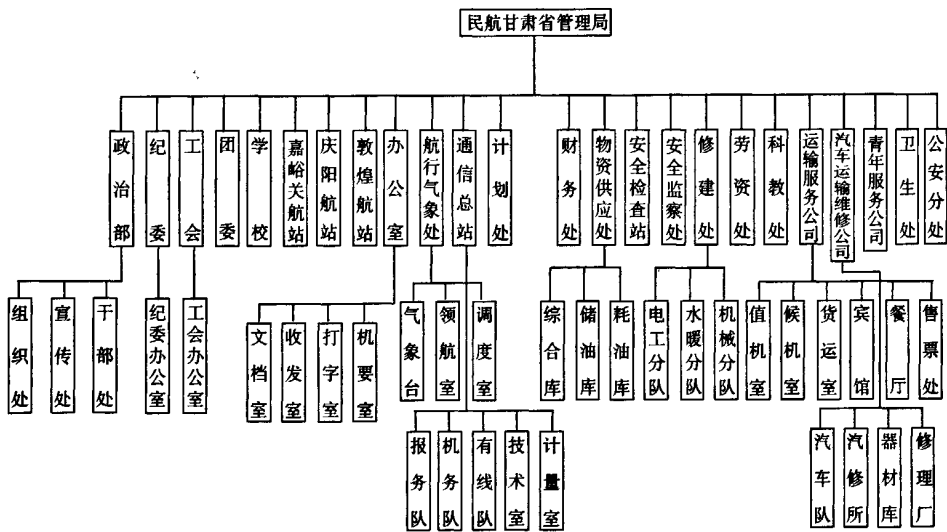 民航甘肃省管理局
政治部
纪委
工会
团委
学校
嘉峪关航站
庆阳航站
敦煌航站
办公室
航行气象处
通信总站
计划处
财务处
物资供应处
安全检查站
安全监察处
修建处
劳资处
科教处
运输服务公司
汽车运输维修公司
青年服务公司
卫生处
公安分处
组织处
宣传处
干部处
纪委办公室
工会办公室
文档室
收发室
打字室
机要室
气象台
领航室
调度室
综合库
储油库
耗油库
电工分队
水暖分队
机械分队
值机室
候机室
货运室
宾馆
餐厅
售票处
报务队
机务队
有线队
技术室
计量室
汽车队
汽修所
器材库
修理厂